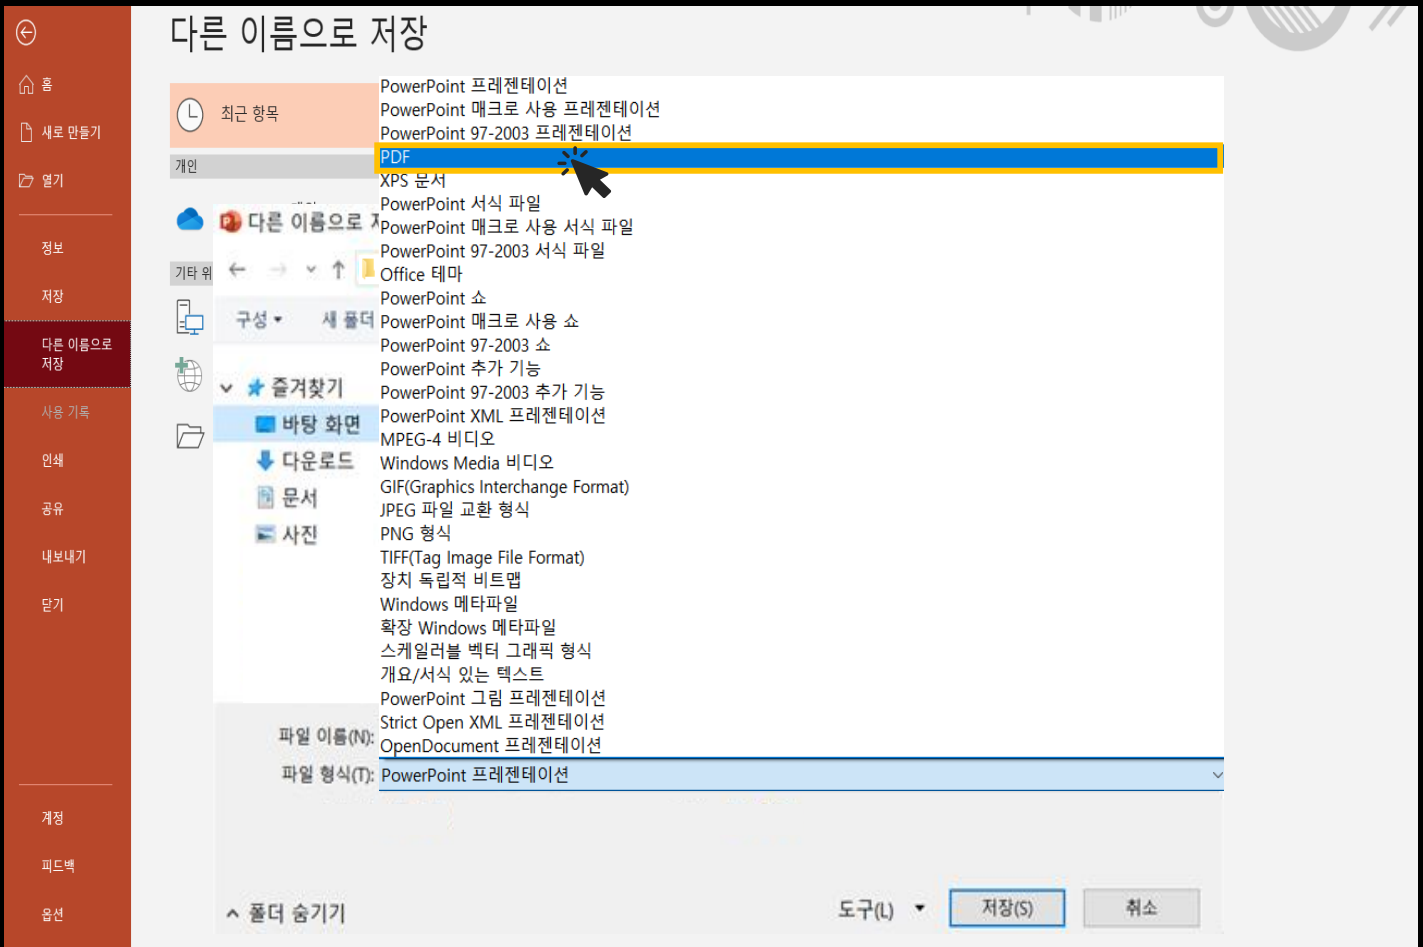 다른 이름으로 저장
홈
새로 만들기
열기
정보
저장
다른 이름으로
저장
사용 기록
인쇄
공유
내보내기
닫기
계정
피드백
옵션
최근 항목
개인
기타 위
다른 이름으로
구성
새 폴더
즐겨찾기
바탕 화면
다운로드
문서
사진
PowerPoint 프레젠테이션
PowerPoint 매크로 사용 프레젠테이션
PowerPoint 97-2003 프레젠테이션
PDF
XPS 문서
PowerPoint 서식 파일
PowerPoint 매크로 사용 서식 파일
PowerPoint 97-2003 서식 파일
Office 테마
PowerPoint 쇼
PowerPoint 매크로 사용 쇼
PowerPoint 97-2003 쇼
PowerPoint 추가 기능
PowerPoint 97-2003 추가 기능
PowerPoint XML 프레젠테이션
MPEG-4 비디오
Windows Media 비디오
GIF(Graphics Interchange Format)
JPEG 파일 교환 형식
PNG 형식
TIFF(Tag Image File Format)
장치 독립적 비트맵
Windows 메타파일
확장 Windows 메타파일
스케일러블 벡터 그래픽 형식
개요/서식 있는 텍스트
PowerPoint 그림 프레젠테이션
Strict Open XML 프레젠테이션
OpenDocument 프레젠테이션
파일 이름(N):
파일 형식(T): PowerPoint 프레젠테이션
폴더 숨기기
도구(L)
저장(S)
취소